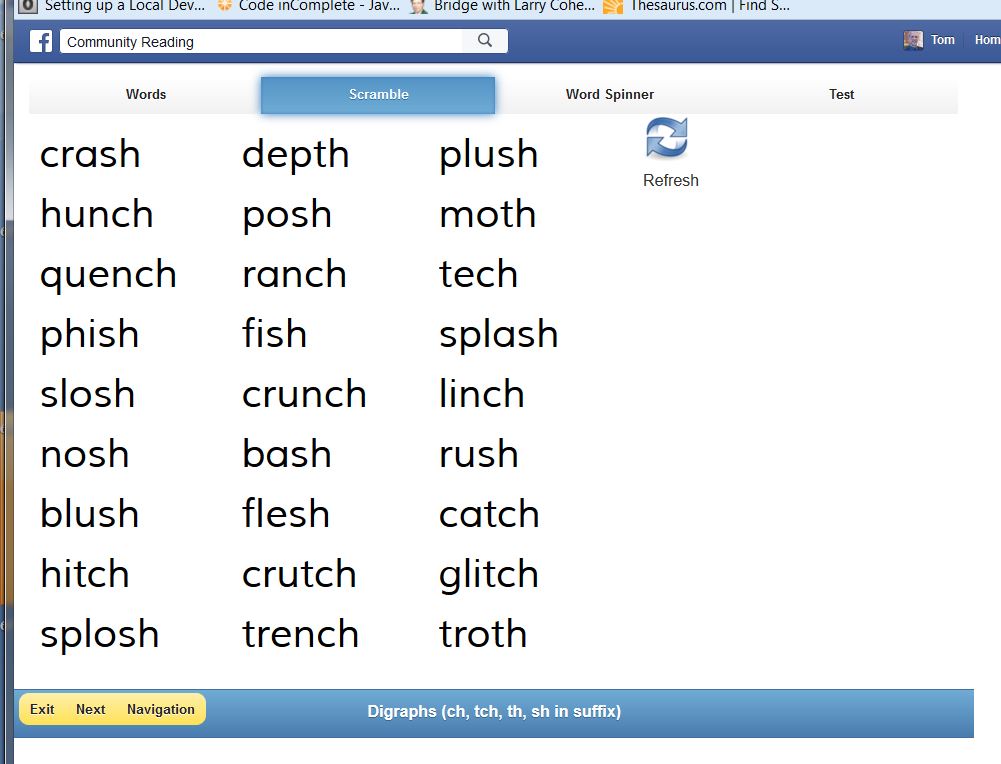 Setting up a Local Dev... Code inComplete - Jav... Bridge with Larry Cohe... Thesaurus.com | Find S...
Community Reading Tom Hom
Words Scramble Word Spinner Test
crash depth plush
Refresh
hunch posh moth
quench ranch tech
phish fish splash
slosh crunch linch
nosh bash rush
blush flesh catch
hitch crutch glitch
splosh trench troth
Exit Next Navigation Digraphs (ch, tch, th, sh in suffix)